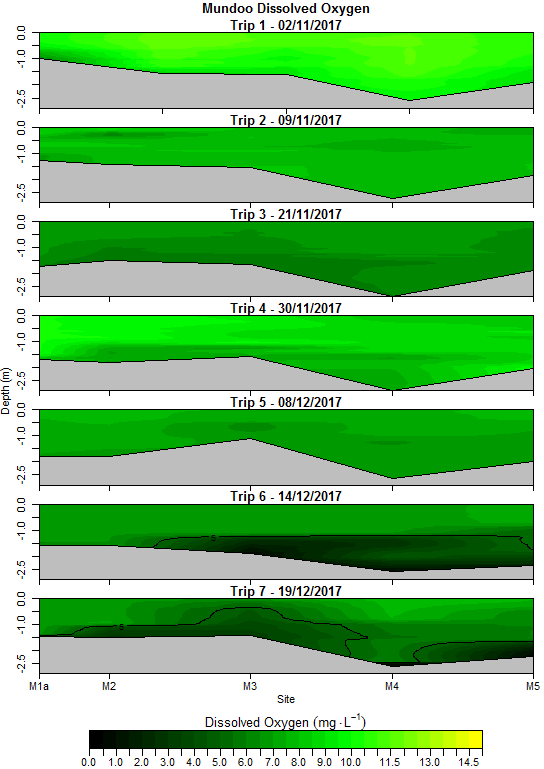 Mundoo Dissolved Oxygen
Trip 1 - 02/11/2017
0.0
-1.0
-2.5
Trip 2 - 09/11/2017
0.0
-1.0
-2.5
Trip 3 - 21/11/2017
0.0
-1.0
-2.5
Trip 4 - 30/11/2017
0.0
-1.0
-2.5
Depth (m)
Trip 5 - 08/12/2017
0.0
-1.0
-2.5
Trip 6 - 14/12/2017
0.0
-1.0
-2.5
5
Trip 7 - 19/12/2017
0.0
-1.0
-2.5
5
M1a M2 M3 M4 M5
Site
Dissolved Oxygen (mg·L⁻¹)
0.0 1.0 2.0 3.0 4.0 5.0 6.0 7.0 8.0 9.0 10.0 11.5 13.0 14.5